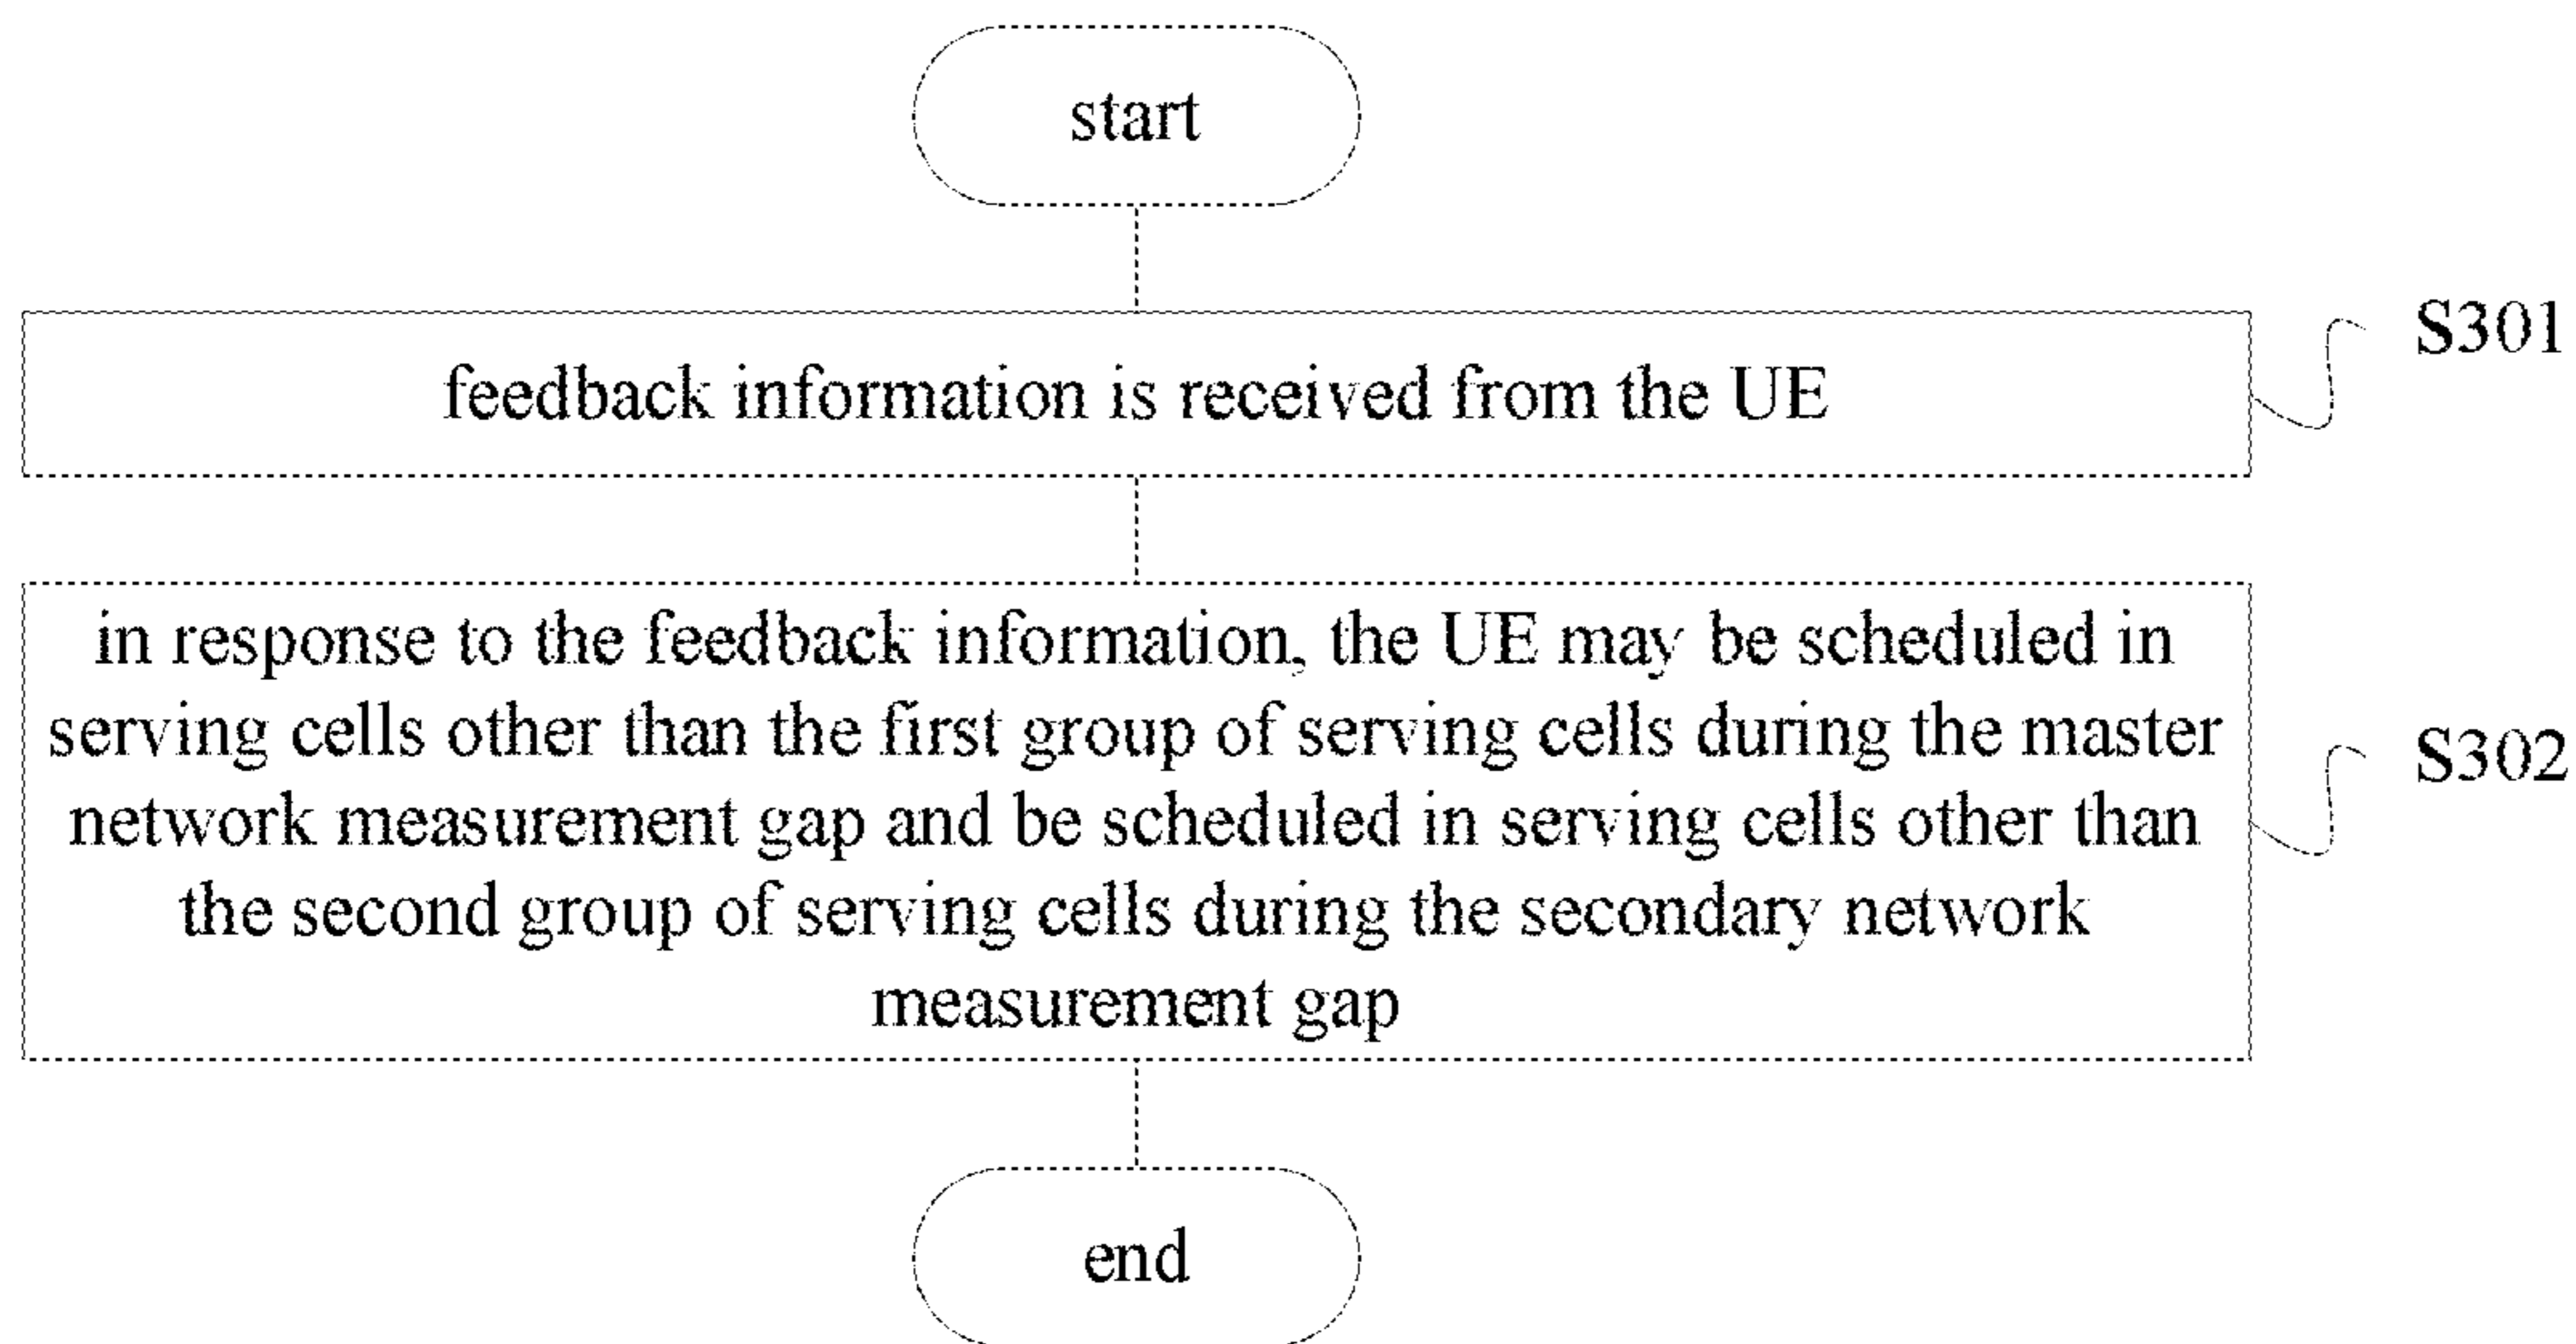 start
feedback information is received from the UE
S301
in response to the feedback information, the UE may be scheduled in
serving cells other than the first group of serving cells during the master
network measurement gap and be scheduled in serving cells other than
the second group of serving cells during the secondary network
measurement gap
S302
end